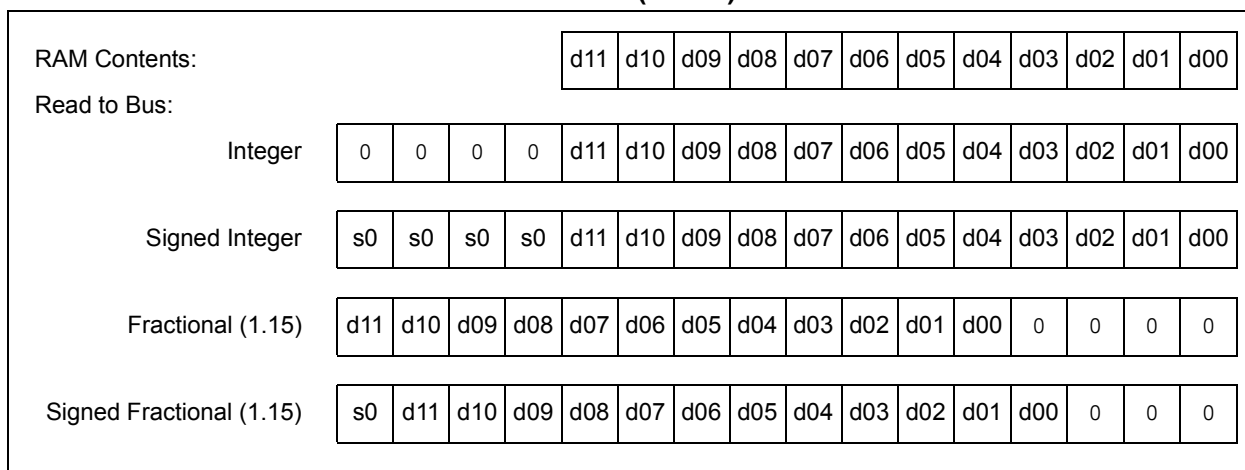 RAM Contents: d11 d10 d09 d08 d07 d06 d05 d04 d03 d02 d01 d00
Read to Bus:
Integer 0 0 0 0 d11 d10 d09 d08 d07 d06 d05 d04 d03 d02 d01 d00
Signed Integer s0 s0 s0 s0 d11 d10 d09 d08 d07 d06 d05 d04 d03 d02 d01 d00
Fractional (1.15) d11 d10 d09 d08 d07 d06 d05 d04 d03 d02 d01 d00 0 0 0 0
Signed Fractional (1.15) s0 d11 d10 d09 d08 d07 d06 d05 d04 d03 d02 d01 d00 0 0 0